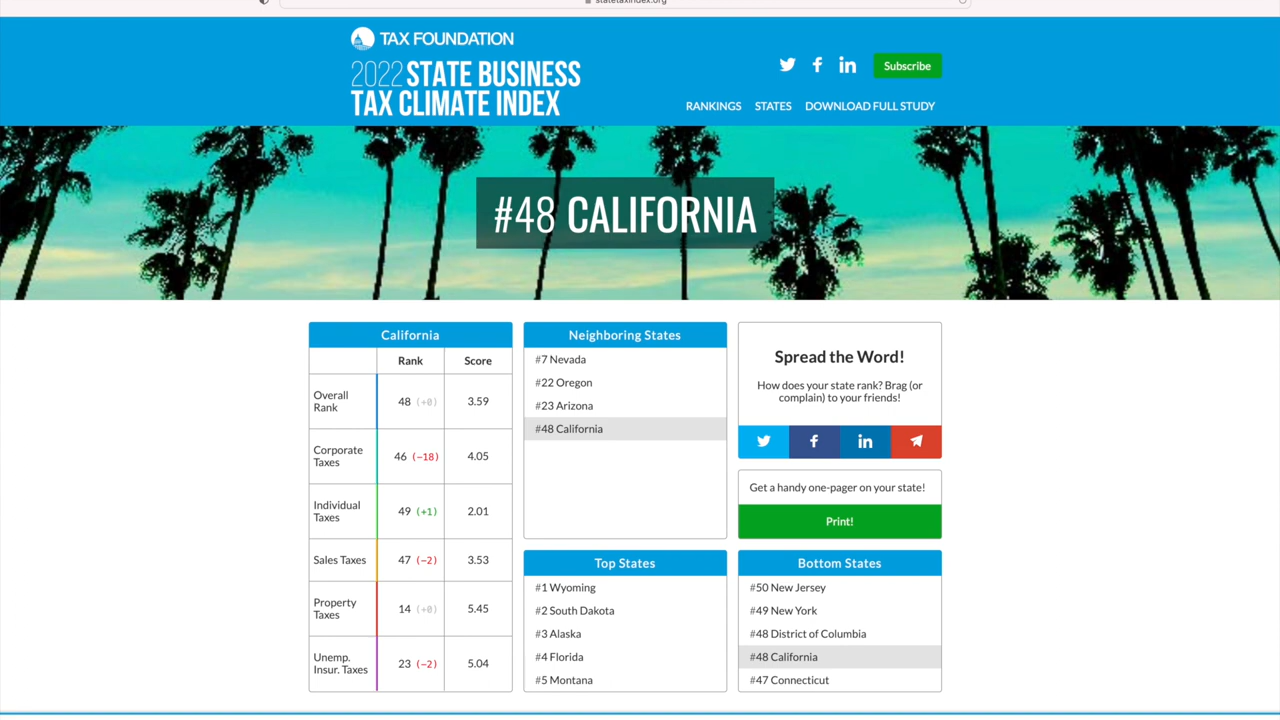 statetaxindex.org
TAX FOUNDATION
2022 STATE BUSINESS
TAX CLIMATE INDEX
Subscribe
RANKINGS STATES DOWNLOAD FULL STUDY
#48 CALIFORNIA
California
Rank Score
Overall
Rank
48 (+0) 3.59
Corporate
Taxes
46 (−18) 4.05
Individual
Taxes
49 (+1) 2.01
Sales Taxes 47 (−2) 3.53
Property
Taxes
14 (+0) 5.45
Unemp.
Insur. Taxes
23 (−2) 5.04
Neighboring States
#7 Nevada
#22 Oregon
#23 Arizona
#48 California
Spread the Word!
How does your state rank? Brag (or
complain) to your friends!
Get a handy one-pager on your state!
Print!
Top States
#1 Wyoming
#2 South Dakota
#3 Alaska
#4 Florida
#5 Montana
Bottom States
#50 New Jersey
#49 New York
#48 District of Columbia
#48 California
#47 Connecticut